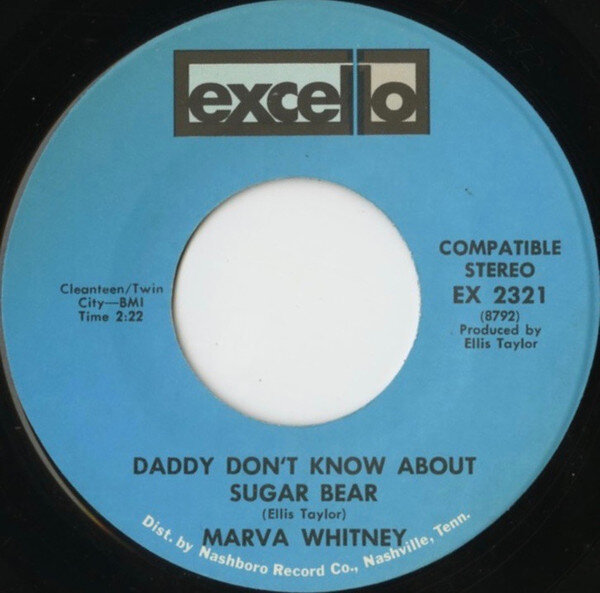 excello
Cleanteen/Twin
City—BMI
Time 2:22
COMPATIBLE
STEREO
EX 2321
(8792)
Produced by
Ellis Taylor
DADDY DON'T KNOW ABOUT
SUGAR BEAR
(Ellis Taylor)
MARVA WHITNEY
Dist. by Nashboro Record Co., Nashville, Tenn.